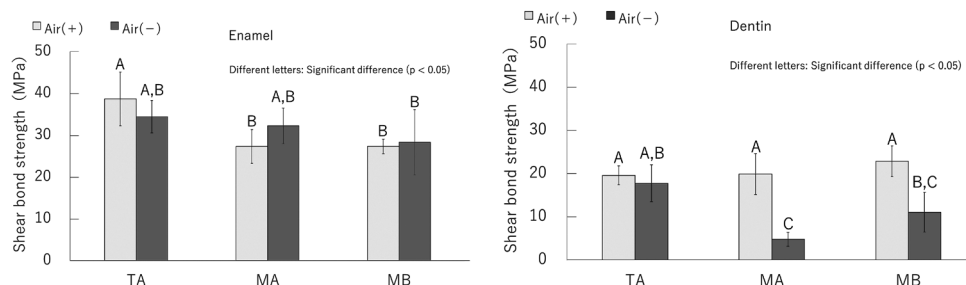 Air(+) Air(−)
Enamel
Different letters: Significant difference (p < 0.05)
Shear bond strength (MPa)
50
40
30
20
10
0
A
A,B
B
A,B
B
B
TA MA MB
Air(+) Air(−)
Dentin
Different letters: Significant difference (p < 0.05)
Shear bond strength (MPa)
50
40
30
20
10
0
A
A,B
A
C
A
B,C
TA MA MB